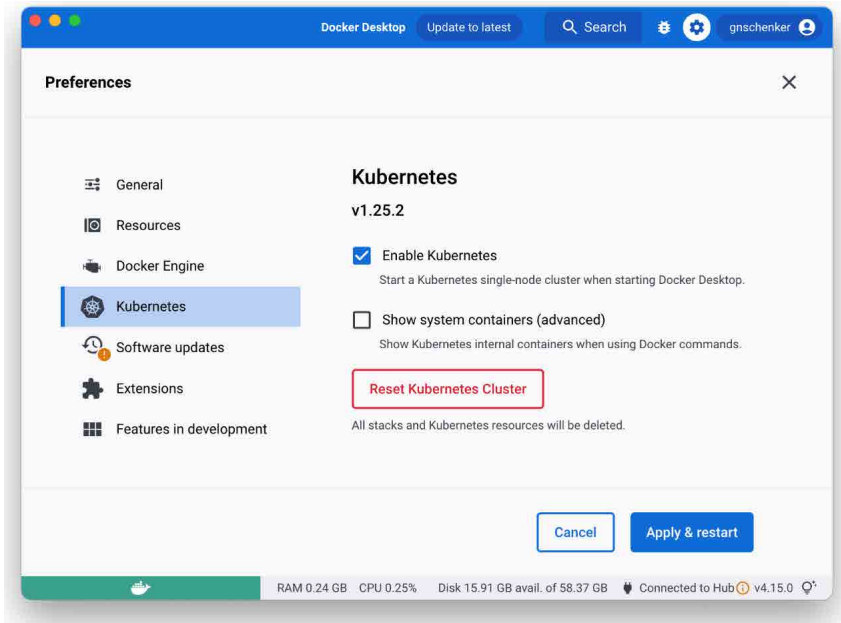 Docker Desktop Update to latest Search gnschenker
Preferences
General
Resources
Docker Engine
Kubernetes
Software updates
Extensions
Features in development
Kubernetes
v1.25.2
Enable Kubernetes
Start a Kubernetes single-node cluster when starting Docker Desktop.
Show system containers (advanced)
Show Kubernetes internal containers when using Docker commands.
Reset Kubernetes Cluster
All stacks and Kubernetes resources will be deleted.
Cancel Apply & restart
RAM 0.24 GB CPU 0.25% Disk 15.91 GB avail. of 58.37 GB Connected to Hub v4.15.0